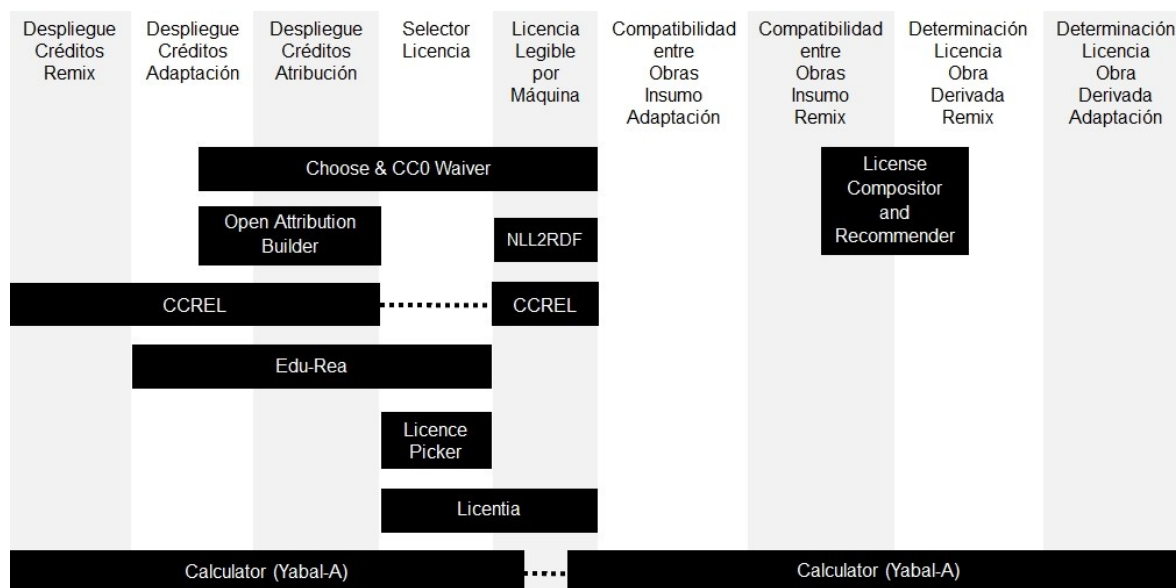 Despliegue
Créditos
Remix
Despliegue
Créditos
Adaptación
Despliegue
Créditos
Atribución
Selector
Licencia
Licencia
Legible
por
Máquina
Compatibilidad
entre
Obras
Insumo
Adaptación
Compatibilidad
entre
Obras
Insumo
Remix
Determinación
Licencia
Obra
Derivada
Remix
Determinación
Licencia
Obra
Derivada
Adaptación
Choose & CC0 Waiver
License
Compositor
and
Recommender
Open Attribution
Builder
NLL2RDF
CCREL
CCREL
Edu-Rea
Licence
Picker
Licentia
Calculator (Yabal-A)
Calculator (Yabal-A)